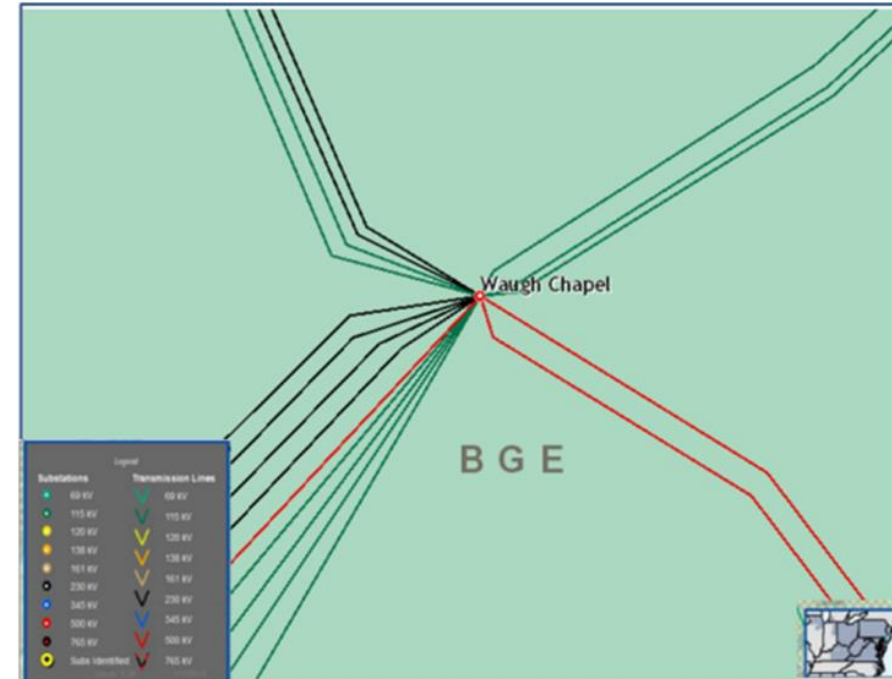 Waugh Chapel
BGE
Legend
Substations Transmission Lines
69 KV 69 KV
115 KV 115 KV
120 KV 120 KV
138 KV 138 KV
161 KV 161 KV
230 KV 230 KV
345 KV 345 KV
500 KV 500 KV
765 KV 765 KV
Subs Identified